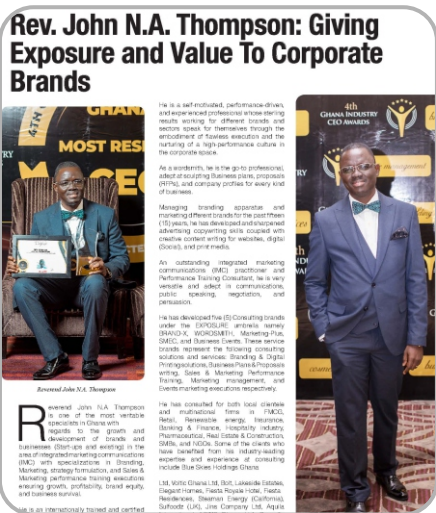 Rev. John N.A. Thompson: Giving
Exposure and Value To Corporate
Brands
GHANA
MOST RES
CEO
Reverend John N.A. Thompson
Reverend John N.A Thompson
is one of the most veritable
specialists in Ghana with
regards to the growth and
development of brands and
businesses (Start-ups and existing) in the
area of integrated marketing communications
(IMC) with specializations in Branding,
Marketing, strategy formulation, and Sales &
Marketing performance training executions
ensuring growth, profitability, brand equity,
and business survival.
He is an internationally trained and certified
He is a self-motivated, performance-driven,
and experienced professional whose sterling
results working for different brands and
sectors speak for themselves through the
embodiment of flawless execution and the
nurturing of a high-performance culture in
the corporate space.
As a wordsmith, he is the go-to professional,
adept at sculpting Business plans, proposals
(RFPs), and company profiles for every kind
of business.
Managing branding apparatus and
marketing different brands for the past fifteen
(15) years, he has developed and sharpened
advertising copywriting skills coupled with
creative content writing for websites, digital
(Social), and print media.
An outstanding integrated marketing
communications (IMC) practitioner and
Performance Training Consultant, he is very
versatile and adept in communications,
public speaking, negotiation, and
persuasion.
He has developed five (5) Consulting brands
under the EXPOSURE umbrella namely
BRAND-X, WORDSMITH, Marketing-Plus,
SMEC, and Business Events. These service
brands represent the following consulting
solutions and services: Branding & Digital
Printing solutions, Business Plans & Proposals
writing, Sales & Marketing Performance
Training, Marketing management, and
Events marketing executions respectively.
He has consulted for both local clientele
and multinational firms in FMCG,
Retail, Renewable energy, Insurance,
Banking & Finance, Hospitality industry,
Pharmaceutical, Real Estate & Construction,
SMBs, and NGOs. Some of the clients who
have benefited from his industry-leading
expertise and experience at consulting
include Blue Skies Holdings Ghana
Ltd, Voltic Ghana Ltd, Bolt, Lakeside Estates,
Elegant Homes, Fiesta Royale Hotel, Fiesta
Residences, Steaman Energy (California),
Sulfoods (UK), Jins Company Ltd, Aquila
4th
GHANA INDUSTRY
CEO AWARDS